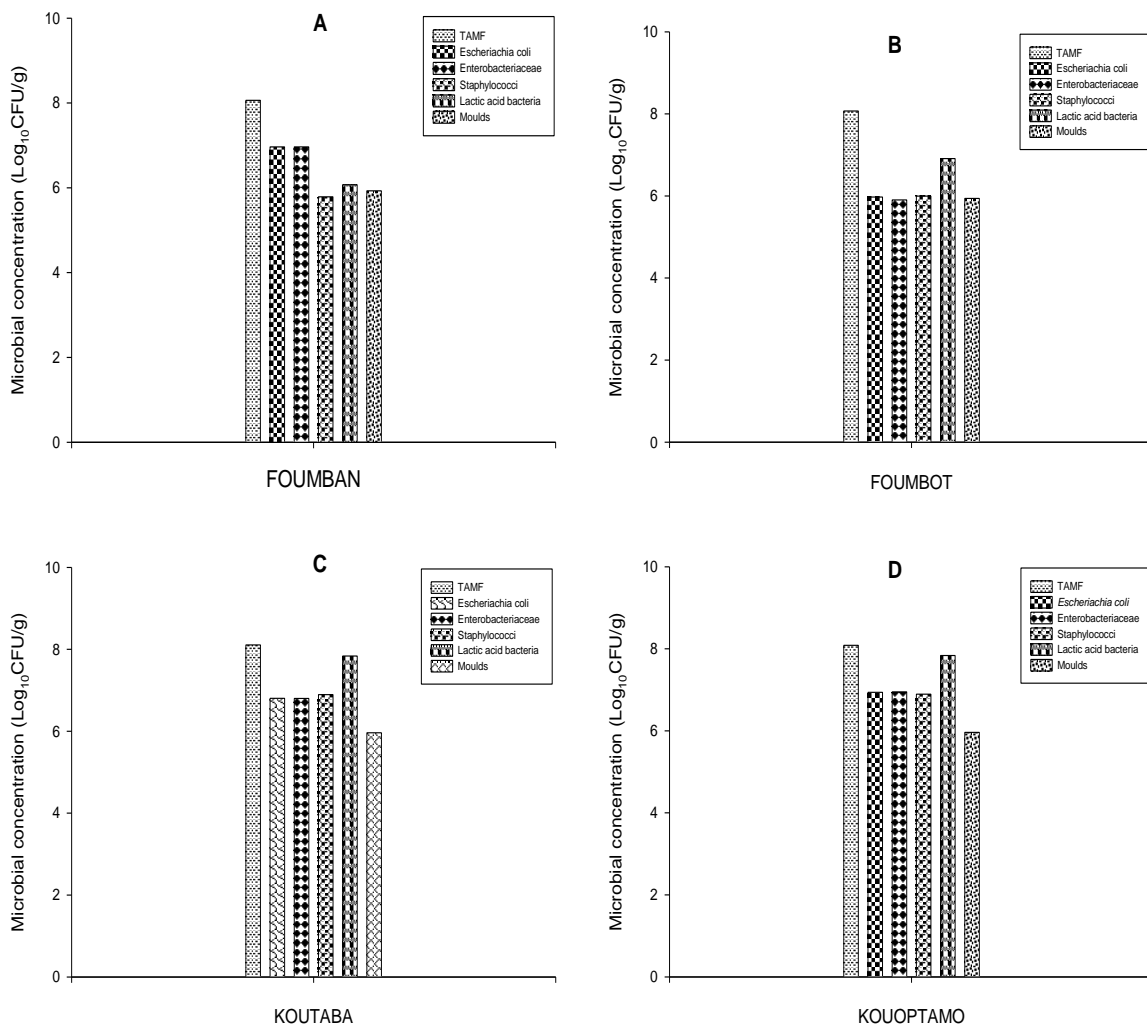 A
TAMF
Escheriachia coli
Enterobacteriaceae
Staphylococci
Lactic acid bacteria
Moulds
Microbial concentration (Log₁₀CFU/g)
10
8
6
4
2
0
FOUMBAN
B
TAMF
Escheriachia coli
Enterobacteriaceae
Staphylococci
Lactic acid bacteria
Moulds
Microbial concentration (Log₁₀CFU/g)
10
8
6
4
2
0
FOUMBOT
C
TAMF
Escheriachia coli
Enterobacteriaceae
Staphylococci
Lactic acid bacteria
Moulds
Microbial concentration (Log₁₀CFU/g)
10
8
6
4
2
0
KOUTABA
D
TAMF
Escheriachia coli
Enterobacteriaceae
Staphylococci
Lactic acid bacteria
Moulds
Microbial concentration (Log₁₀CFU/g)
10
8
6
4
2
0
KOUOPTAMO